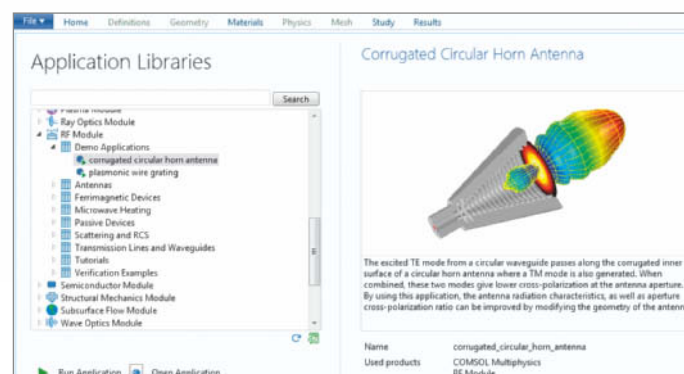 File Home Definitions Geometry Materials Physics Mesh Study Results
Application Libraries
Search
Plasma Module
Ray Optics Module
RF Module
Demo Applications
corrugated circular horn antenna
plasmonic wire grating
Antennas
Ferrimagnetic Devices
Microwave Heating
Passive Devices
Scattering and RCS
Transmission Lines and Waveguides
Tutorials
Verification Examples
Semiconductor Module
Structural Mechanics Module
Subsurface Flow Module
Wave Optics Module
Run Application Open Application
Corrugated Circular Horn Antenna
The excited TE mode from a circular waveguide passes along the corrugated inner
surface of a circular horn antenna where a TM mode is also generated. When
combined, these two modes give lower cross-polarization at the antenna aperture.
By using this application, the antenna radiation characteristics, as well as aperture
cross-polarization ratio can be improved by modifying the geometry of the antenn
Name corrugated_circular_horn_antenna
Used products COMSOL Multiphysics
RF Module